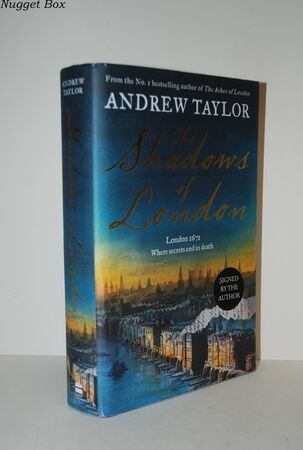 Nugget Box
ANDREW
TAYLOR
From the No. 1 bestselling author of The Ashes of London
ANDREW TAYLOR
The
Shadows
of
London
London 1671
Where secrets end in death
SIGNED
BY THE
AUTHOR